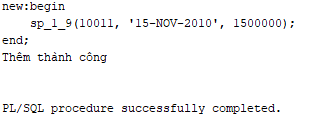 new:begin
sp_1_9(10011, '15-NOV-2010', 1500000);
end;
Thêm thành công
PL/SQL procedure successfully completed.